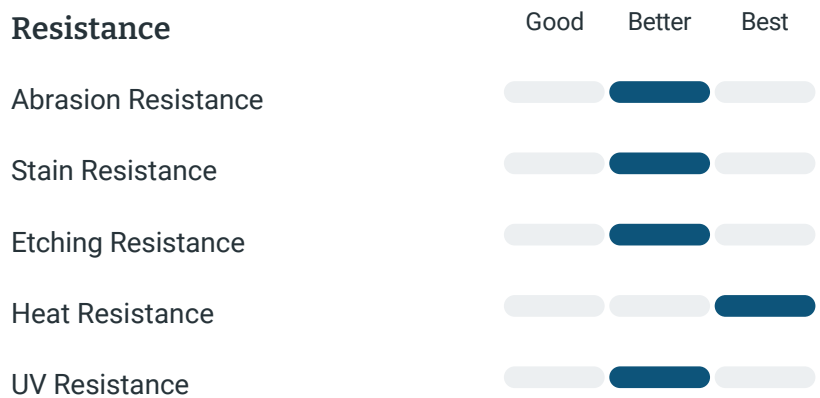 Resistance Good Better Best
Abrasion Resistance
Stain Resistance
Etching Resistance
Heat Resistance
UV Resistance